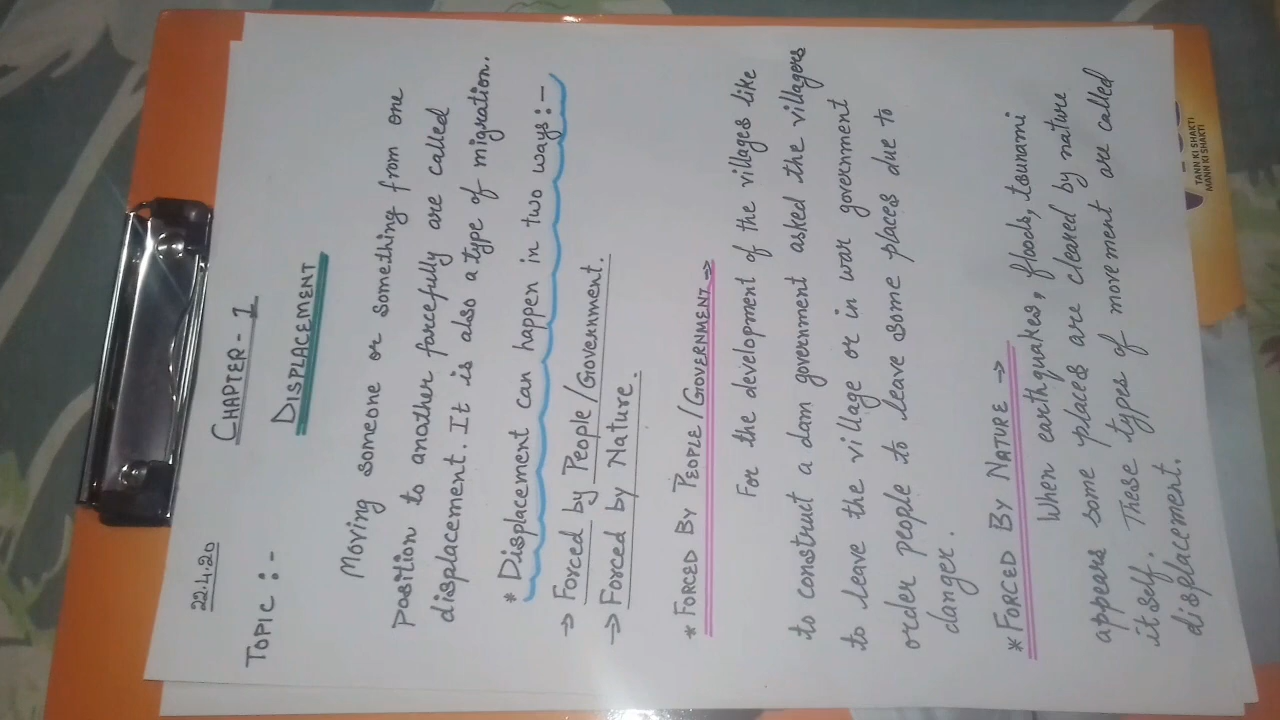 22.4.20
CHAPTER-1
TOPIC :-
DISPLACEMENT
Moving someone or something from one
position to another forcefully are called
displacement. It is also a type of migration.
* Displacement can happen in two ways :-
→ Forced by People/Government.
→ Forced by Nature.
* FORCED BY PEOPLE/GOVERNMENT →
For the development of the villages like
to construct a dam government asked the villagers
to leave the village or in war government
order people to leave some places due to
danger.
* FORCED BY NATURE →
When earthquakes, floods, tsunami
appears some places are cleared by nature
itself. These types of movement are called
displacement.
TANN KI SHAKTI
MANN KI SHAKTI